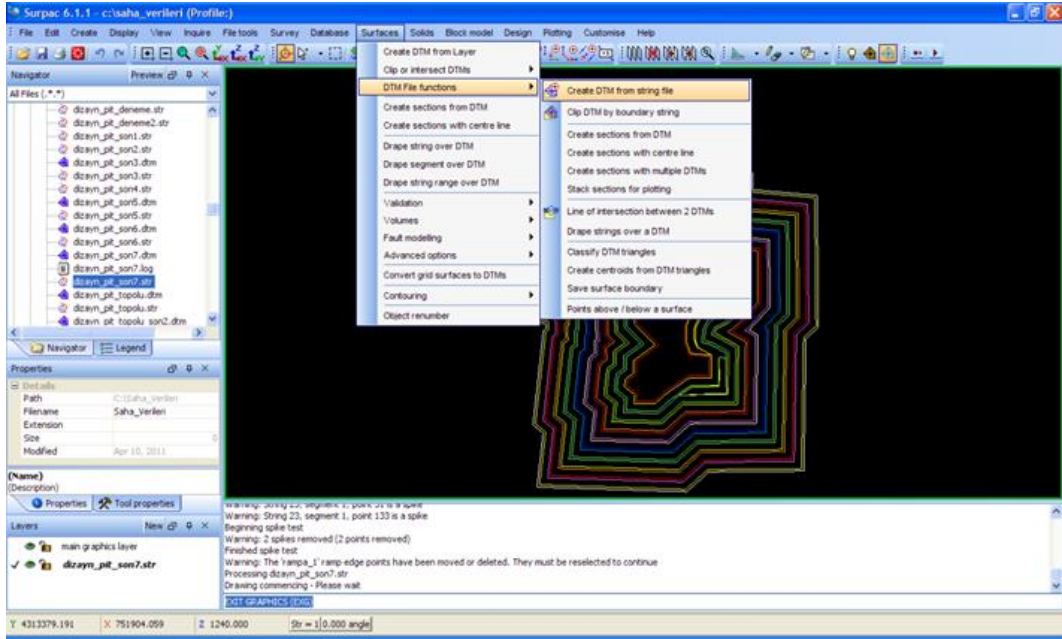 Surpac 6.1.1 - c:\saha_verileri (Profile:)
File Edit Create Display View Inquire File tools Survey Database Surfaces Solids Block model Design Plotting Customise Help
Navigator Preview
All Files (*.*)
dizayn_pit_deneme.str
dizayn_pit_deneme2.str
dizayn_pit_son1.str
dizayn_pit_son2.str
dizayn_pit_son3.dtm
dizayn_pit_son3.str
dizayn_pit_son4.str
dizayn_pit_son5.dtm
dizayn_pit_son5.str
dizayn_pit_son6.dtm
dizayn_pit_son6.str
dizayn_pit_son7.dtm
dizayn_pit_son7.log
dizayn_pit_son7.str
dizayn_pit_topolu.dtm
dizayn_pit_topolu.str
dizayn_pit_topolu_son2.dtm
Navigator Legend
Create DTM from Layer
Clip or intersect DTMs
DTM File functions
Create sections from DTM
Create sections with centre line
Drape string over DTM
Drape segment over DTM
Drape string range over DTM
Validation
Volumes
Fault modelling
Advanced options
Convert grid surfaces to DTMs
Contouring
Object renumber
Create DTM from string file
Clip DTM by boundary string
Create sections from DTM
Create sections with centre line
Create sections with multiple DTMs
Stack sections for plotting
Line of intersection between 2 DTMs
Drape strings over a DTM
Classify DTM triangles
Create centroids from DTM triangles
Save surface boundary
Points above / below a surface
Properties
Details
Path C:\Saha_Verileri
Filename Saha_Verileri
Extension
Size 0
Modified Apr 10, 2011
(Name)
(Description)
Properties Tool properties
Layers New
main graphics layer
dizayn_pit_son7.str
Warning: String 23, segment 1, point 31 is a spike
Warning: String 23, segment 1, point 133 is a spike
Beginning spike test
Warning: 2 spikes removed (2 points removed)
Finished spike test
Warning: The 'rampa_1' ramp edge points have been moved or deleted. They must be reselected to continue
Processing dizayn_pit_son7.str
Drawing commencing - Please wait
EXIT GRAPHICS (EXG)
Y 4313379.191 X 751904.059 Z 1240.000 Str = 1 0.000 angle